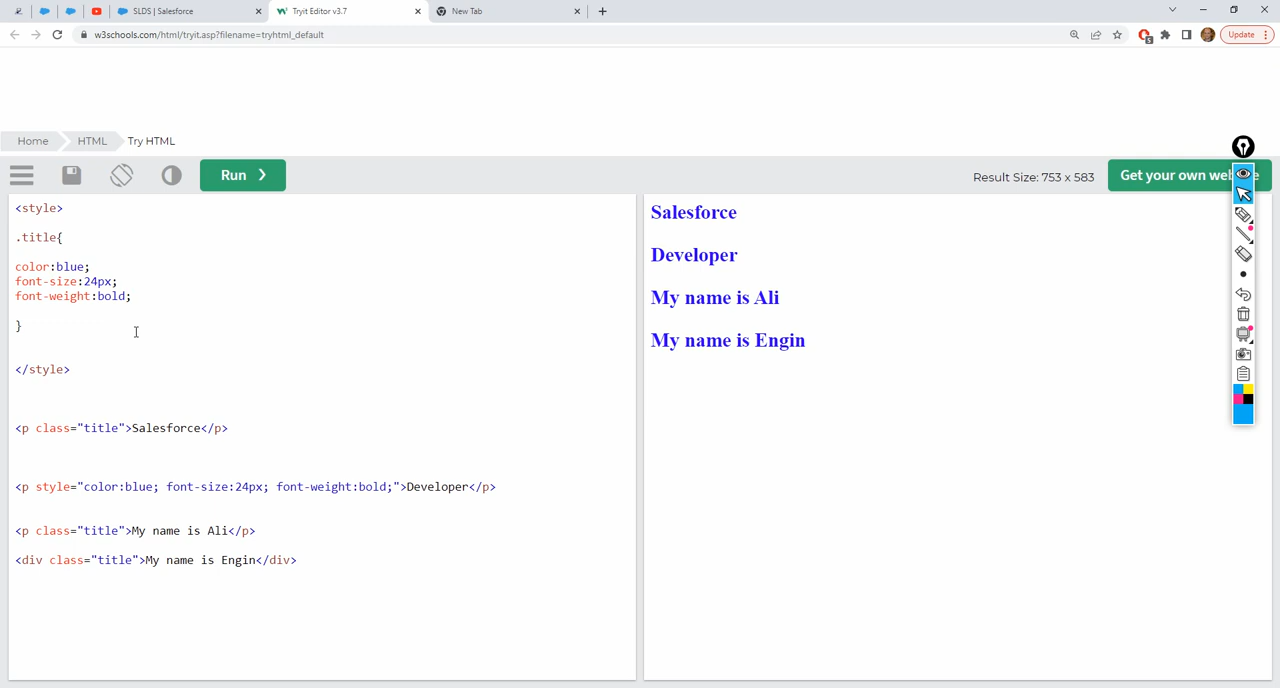 SLDS | Salesforce
Tryit Editor v3.7
New Tab
w3schools.com/html/tryit.asp?filename=tryhtml_default
5
Update
Home
HTML
Try HTML
Run ❯
Result Size: 753 x 583
Get your own we
e
<style>
.title{
color:blue;
font-size:24px;
font-weight:bold;
}
</style>
<p class="title">Salesforce</p>
<p style="color:blue; font-size:24px; font-weight:bold;">Developer</p>
<p class="title">My name is Ali</p>
<div class="title">My name is Engin</div>
Salesforce
Developer
My name is Ali
My name is Engin